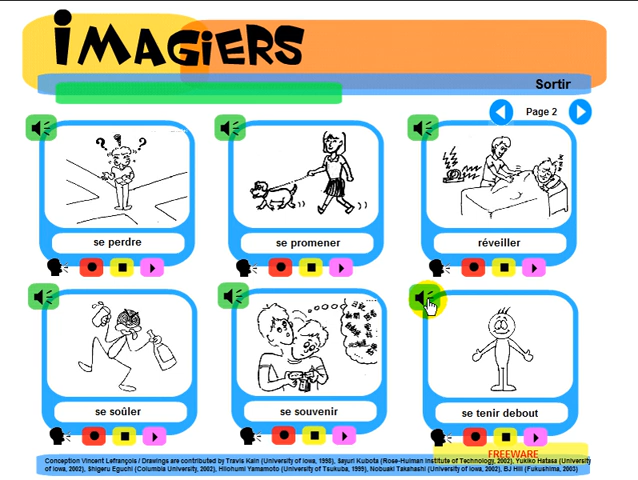 iMAGiERS
Sortir
Page 2
? ! ?
se perdre
se promener
réveiller
se soûler
se souvenir
se tenir debout
FREEWARE
Conception Vincent Lefrançois / Drawings are contributed by Travis Kain (University of Iowa, 1998), Sayuri Kubota (Rose-Hulman Institute of Technology, 2002), Yukiko Hatasa (University
of Iowa, 2002), Shigeru Eguchi (Columbia University, 2002), Hilofumi Yamamoto (University of Tsukuba, 1999), Nobuaki Takahashi (University of Iowa, 2002), BJ Hill (Fukushima, 2003)